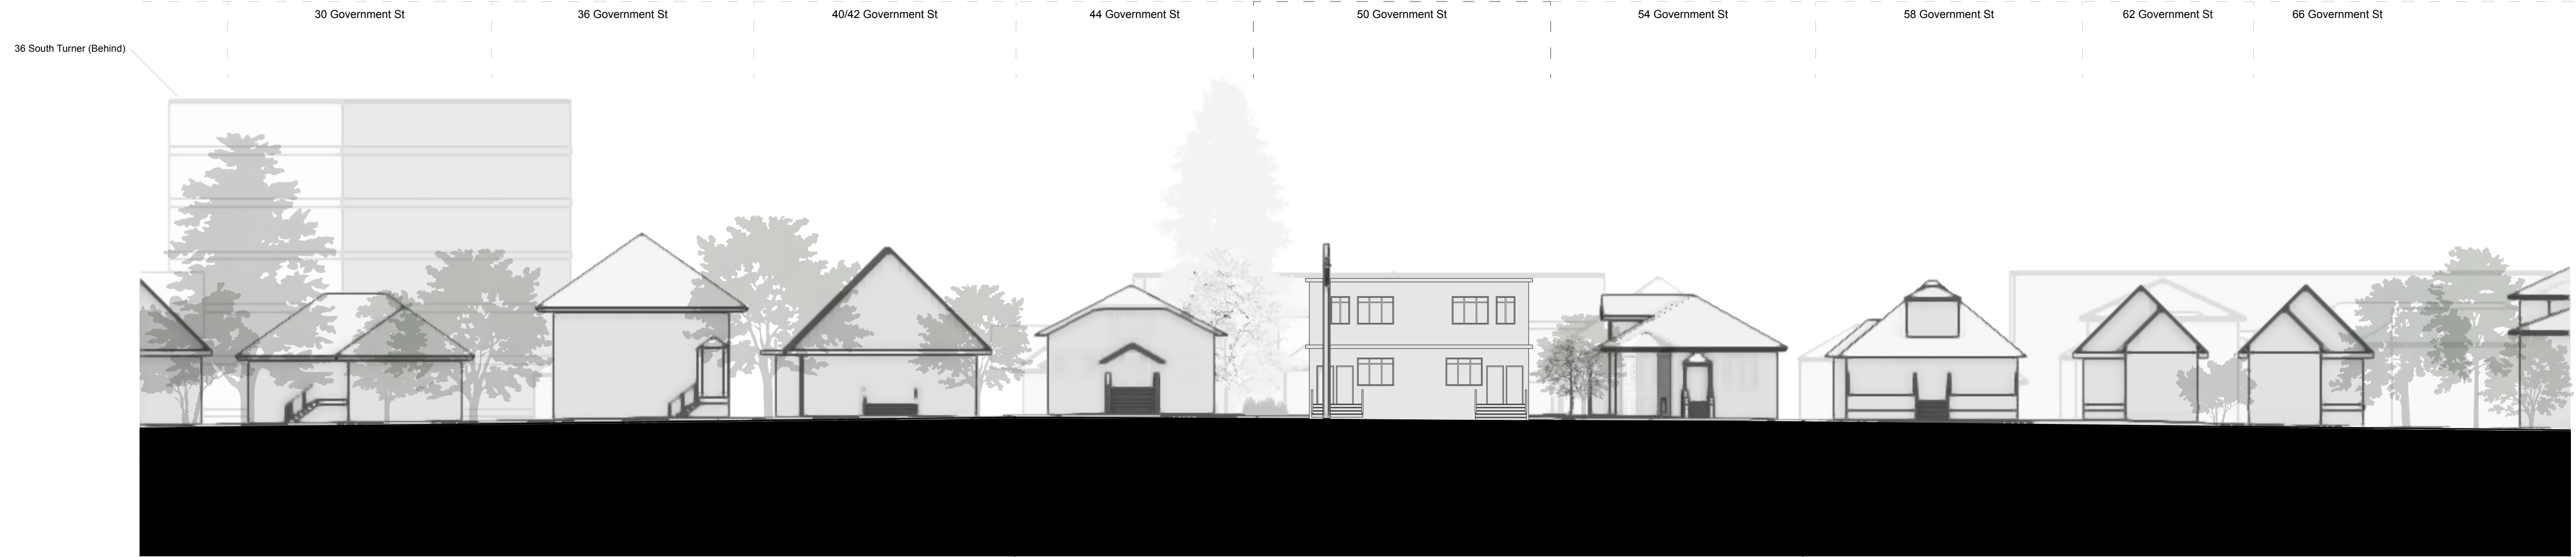 30 Government St
36 Government St
40/42 Government St
44 Government St
50 Government St
54 Government St
58 Government St
62 Government St
66 Government St
36 South Turner (Behind)